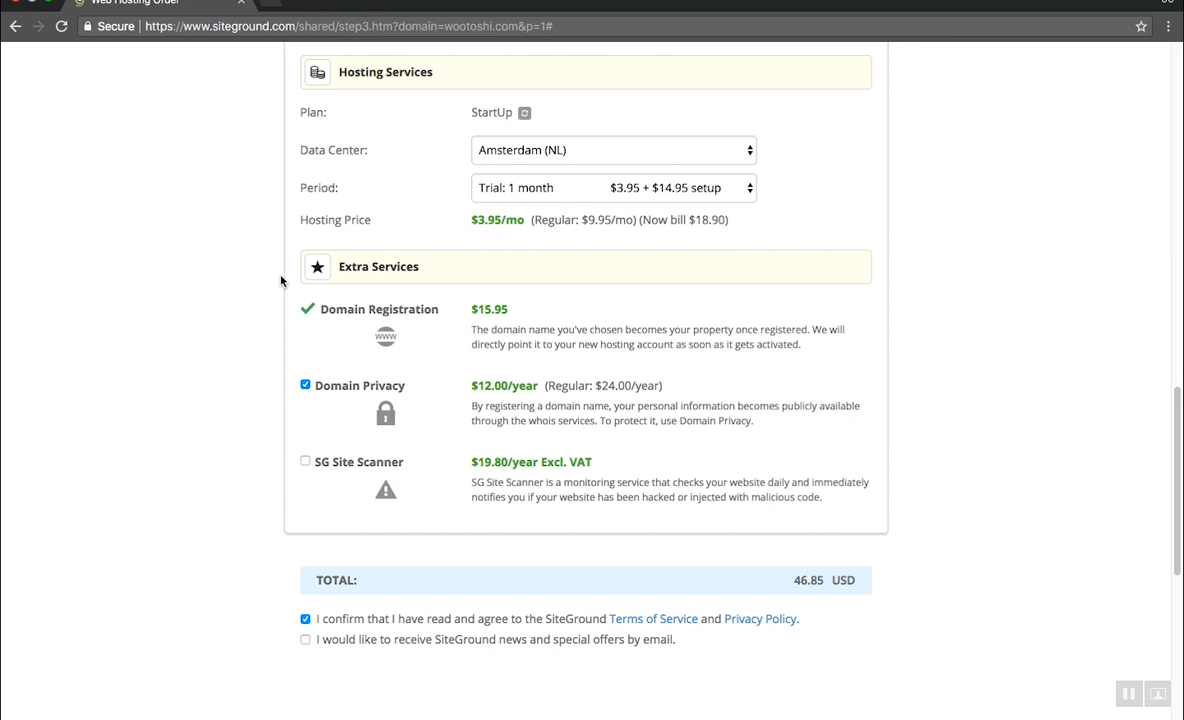 Web Hosting Order
Secure
https://www.siteground.com/shared/step3.htm?domain=wootoshi.com&p=1#
Hosting Services
Plan:
StartUp
Data Center:
Amsterdam (NL)
Period:
Trial: 1 month $3.95 + $14.95 setup
Hosting Price
$3.95/mo (Regular: $9.95/mo) (Now bill $18.90)
Extra Services
Domain Registration
www
$15.95
The domain name you've chosen becomes your property once registered. We will
directly point it to your new hosting account as soon as it gets activated.
Domain Privacy
$12.00/year (Regular: $24.00/year)
By registering a domain name, your personal information becomes publicly available
through the whois services. To protect it, use Domain Privacy.
SG Site Scanner
$19.80/year Excl. VAT
SG Site Scanner is a monitoring service that checks your website daily and immediately
notifies you if your website has been hacked or injected with malicious code.
TOTAL:
46.85 USD
I confirm that I have read and agree to the SiteGround Terms of Service and Privacy Policy.
I would like to receive SiteGround news and special offers by email.